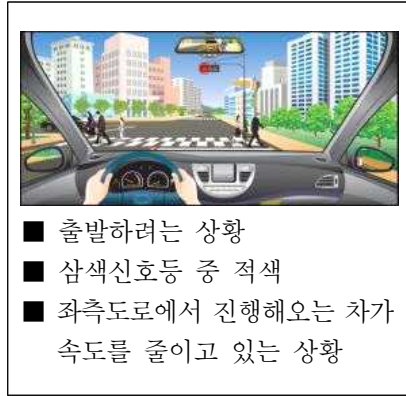 ■ 출발하려는 상황
■ 삼색신호등 중 적색
■ 좌측도로에서 진행해오는 차가
속도를 줄이고 있는 상황